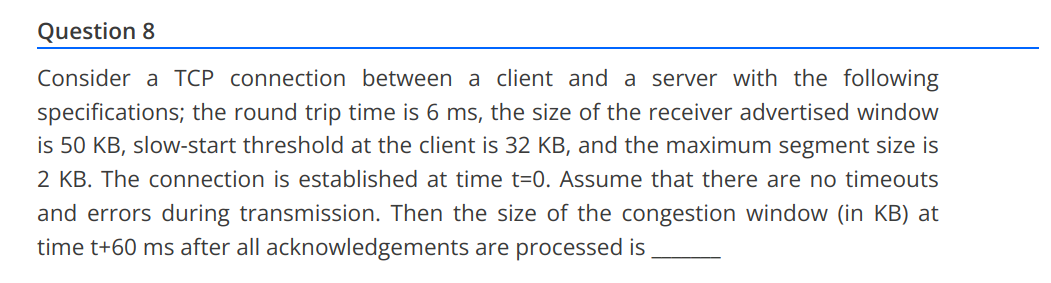 Question 8
Consider a TCP connection between a client and a server with the following
specifications; the round trip time is 6 ms, the size of the receiver advertised window
is 50 KB, slow-start threshold at the client is 32 KB, and the maximum segment size is
2 KB. The connection is established at time t=0. Assume that there are no timeouts
and errors during transmission. Then the size of the congestion window (in KB) at
time t+60 ms after all acknowledgements are processed is _______